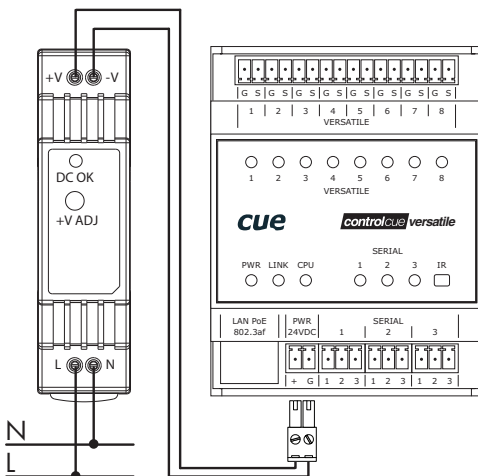 +V -V
DC OK
+V ADJ
L N
N
L
G S G S G S G S G S G S G S G S
1 2 3 4 5 6 7 8
VERSATILE
1 2 3 4 5 6 7 8
VERSATILE
cue controlcue versatile
SERIAL
PWR LINK CPU 1 2 3 IR
LAN PoE 802.3af
PWR 24VDC
SERIAL
1 2 3
+ G 1 2 3 1 2 3 1 2 3